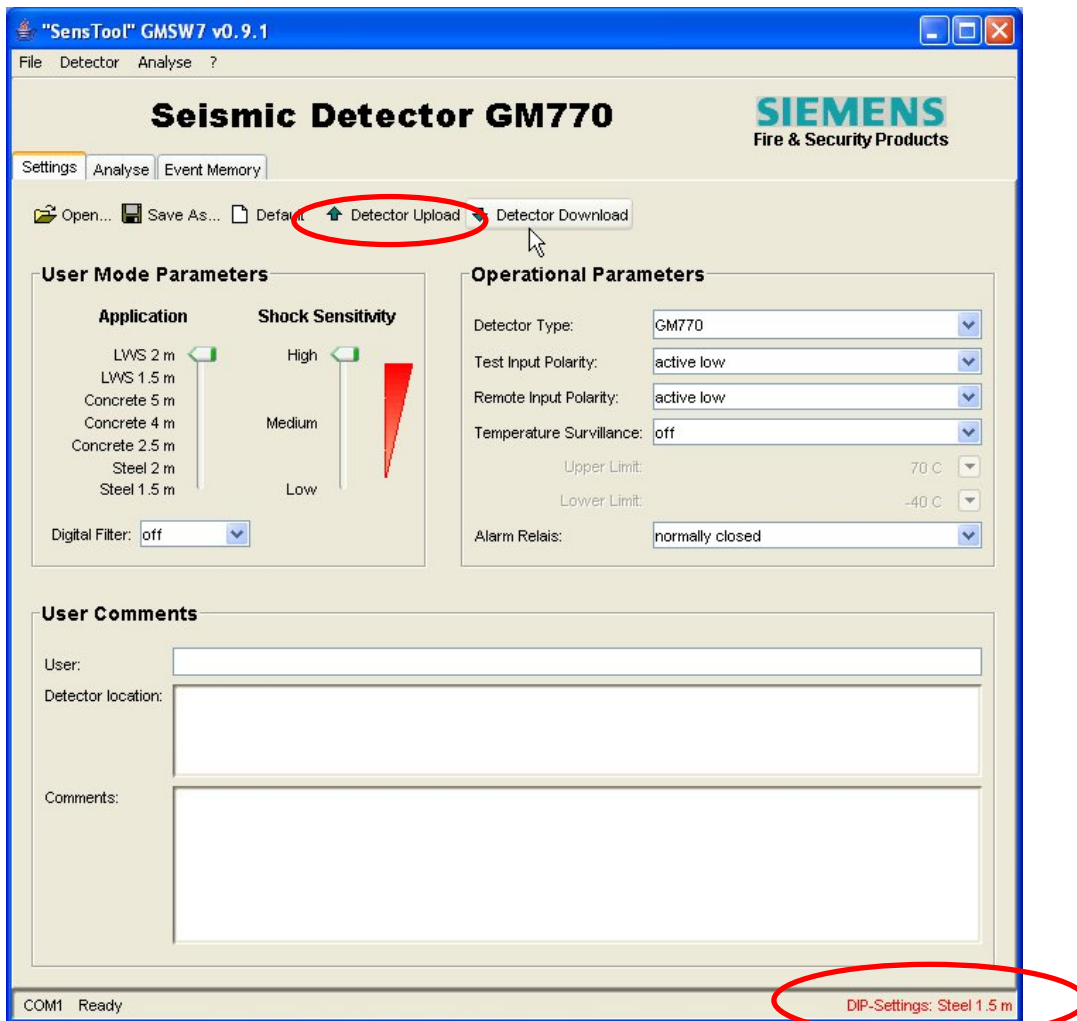 "SensTool" GMSW7 v0.9.1
File Detector Analyse ?
Seismic Detector GM770
SIEMENS
Fire & Security Products
Settings Analyse Event Memory
Open... Save As... Default Detector Upload Detector Download
User Mode Parameters
Application Shock Sensitivity
LWS 2 m
LWS 1.5 m
Concrete 5 m
Concrete 4 m
Concrete 2.5 m
Steel 2 m
Steel 1.5 m
High
Medium
Low
Digital Filter: off
Operational Parameters
Detector Type: GM770
Test Input Polarity: active low
Remote Input Polarity: active low
Temperature Survillance: off
Upper Limit: 70 C
Lower Limit: -40 C
Alarm Relais: normally closed
User Comments
User:
Detector location:
Comments:
COM1 Ready
DIP-Settings: Steel 1.5 m